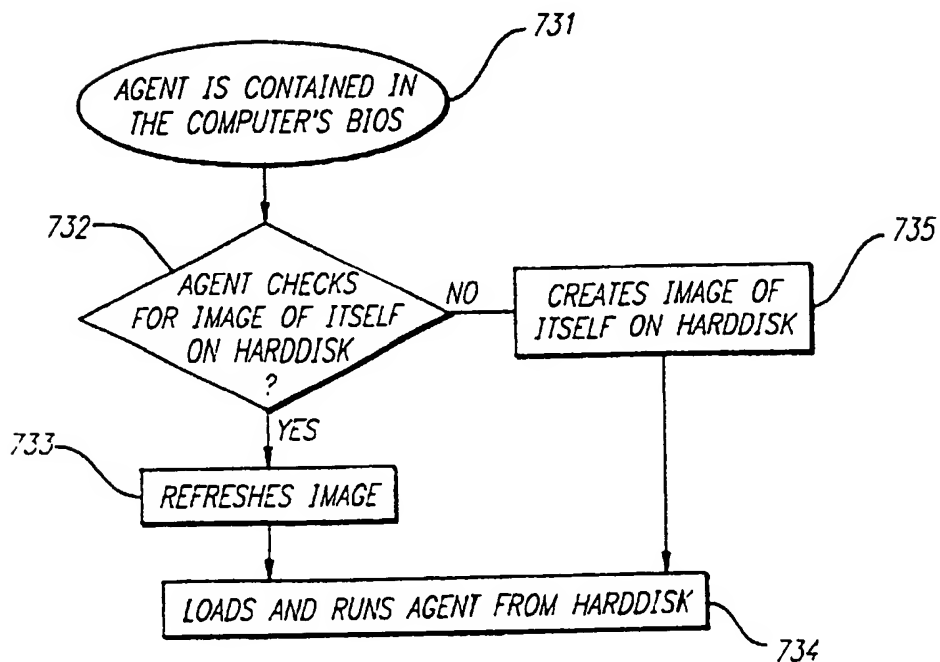 731
AGENT IS CONTAINED IN
THE COMPUTER'S BIOS
732
AGENT CHECKS
FOR IMAGE OF ITSELF
ON HARDDISK
?
NO
735
CREATES IMAGE OF
ITSELF ON HARDDISK
YES
733
REFRESHES IMAGE
LOADS AND RUNS AGENT FROM HARDDISK
734